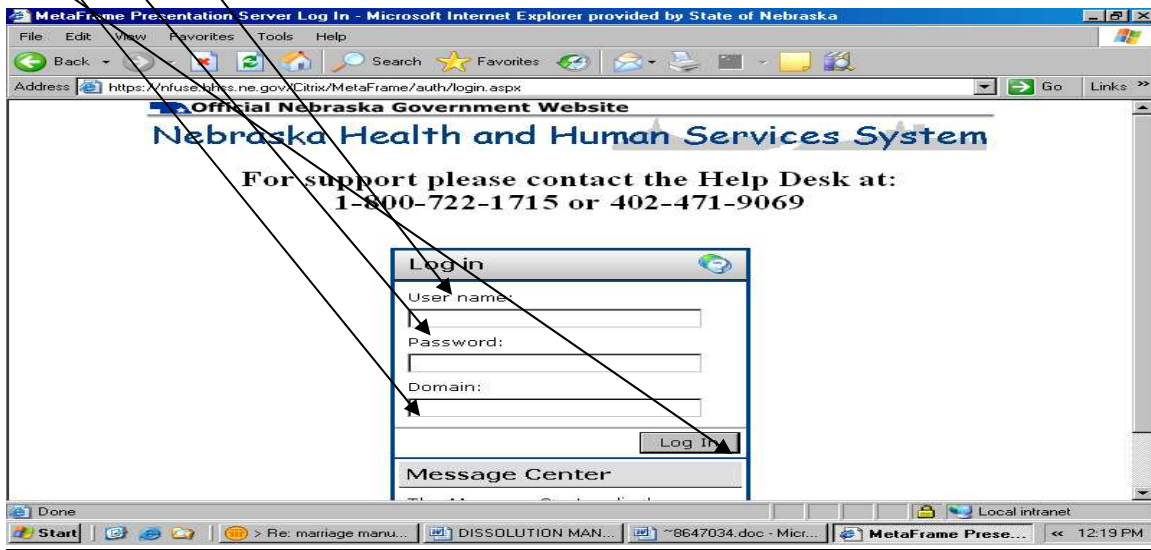 MetaFrame Presentation Server Log In - Microsoft Internet Explorer provided by State of Nebraska
File Edit View Favorites Tools Help
Back Search Favorites
Address https://nfuse.hhss.ne.gov/Citrix/MetaFrame/auth/login.aspx Go Links »
Official Nebraska Government Website
Nebraska Health and Human Services System
For support please contact the Help Desk at:
1-800-722-1715 or 402-471-9069
Log in
User name:
Password:
Domain:
Log In
Message Center
Done Local intranet
Start > Re: marriage manu... DISSOLUTION MAN... ~8647034.doc - Micr... MetaFrame Prese... « 12:19 PM